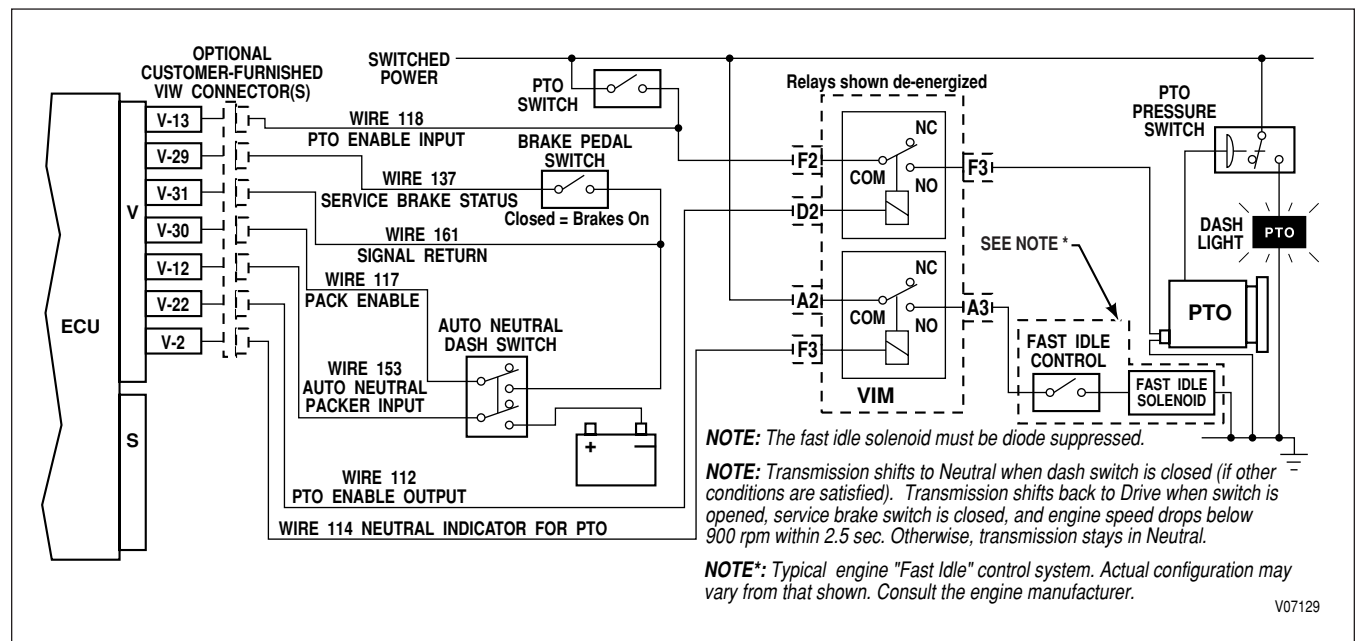 OPTIONAL
CUSTOMER-FURNISHED
VIW CONNECTOR(S)
SWITCHED
POWER
PTO
SWITCH
Relays shown de-energized
PTO
PRESSURE
SWITCH
ECU
V
S
V-13
V-29
V-31
V-30
V-12
V-22
V-2
WIRE 118
PTO ENABLE INPUT
BRAKE PEDAL
SWITCH
WIRE 137
SERVICE BRAKE STATUS
Closed = Brakes On
WIRE 161
SIGNAL RETURN
WIRE 117
PACK ENABLE
AUTO NEUTRAL
DASH SWITCH
WIRE 153
AUTO NEUTRAL
PACKER INPUT
+ –
WIRE 112
PTO ENABLE OUTPUT
WIRE 114 NEUTRAL INDICATOR FOR PTO
F2
D2
NC
COM
NO
F3
A2
F3
NC
COM
NO
A3
VIM
SEE NOTE *
DASH
LIGHT
PTO
PTO
FAST IDLE
CONTROL
FAST IDLE
SOLENOID
NOTE: The fast idle solenoid must be diode suppressed.
NOTE: Transmission shifts to Neutral when dash switch is closed (if other
conditions are satisfied). Transmission shifts back to Drive when switch is
opened, service brake switch is closed, and engine speed drops below
900 rpm within 2.5 sec. Otherwise, transmission stays in Neutral.
NOTE*: Typical engine "Fast Idle" control system. Actual configuration may
vary from that shown. Consult the engine manufacturer.
V07129